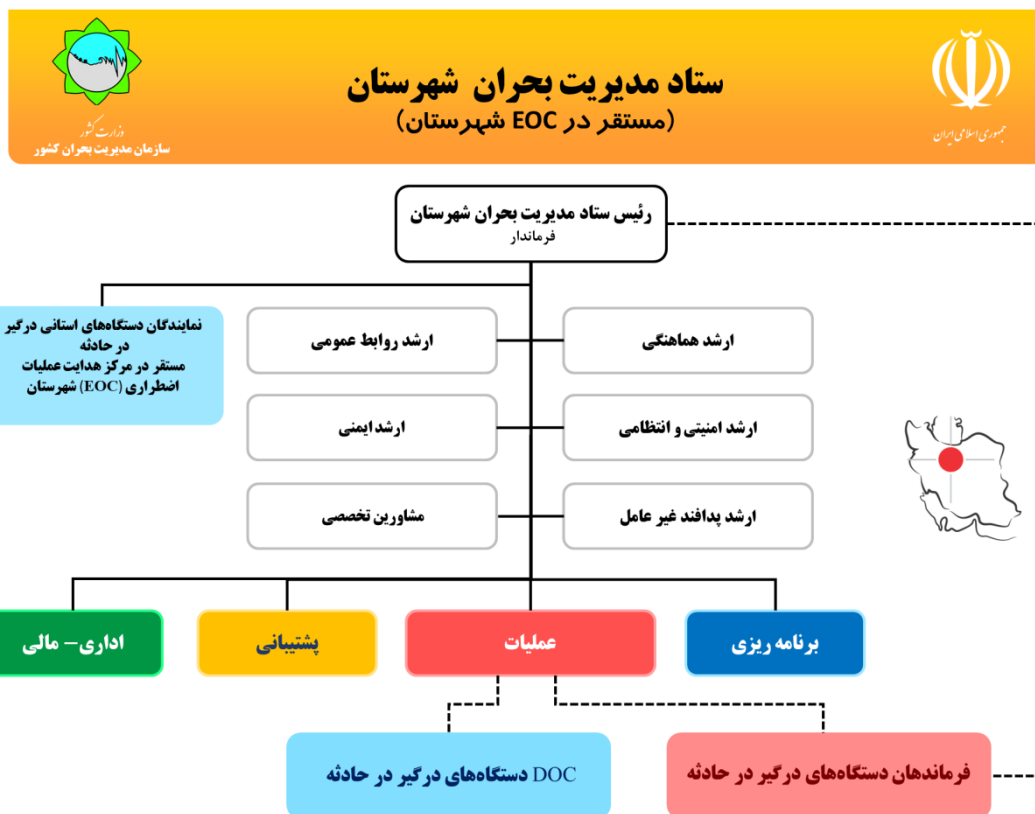 جمهوری اسلامی ایران
ستاد مدیریت بحران شهرستان
(مستقر در EOC شهرستان)
وزارت کشور
سازمان مدیریت بحران کشور
رئیس ستاد مدیریت بحران شهرستان
فرماندار
نمایندگان دستگاه‌های استانی درگیر
در حادثه
مستقر در مرکز هدایت عملیات
اضطراری (EOC) شهرستان
ارشد هماهنگی
ارشد روابط عمومی
ارشد امنیتی و انتظامی
ارشد ایمنی
ارشد پدافند غیر عامل
مشاورین تخصصی
برنامه ریزی
عملیات
پشتیبانی
اداری- مالی
فرماندهان دستگاه‌های درگیر در حادثه
DOC دستگاه‌های درگیر در حادثه